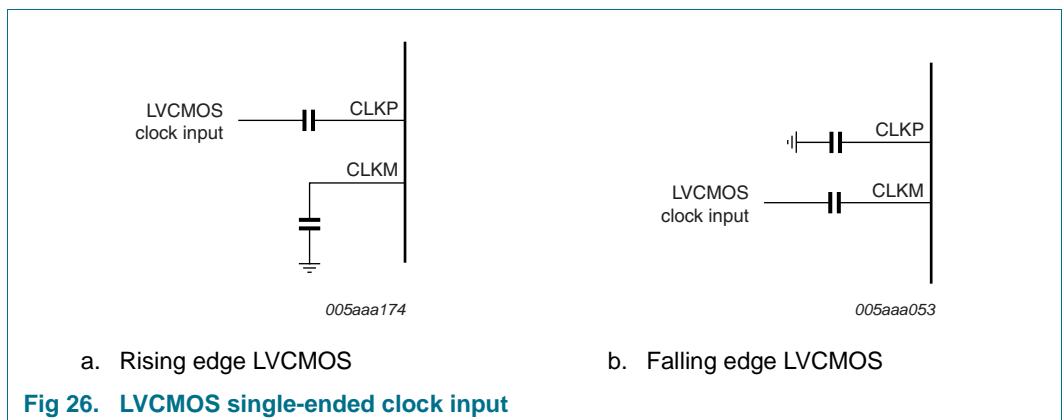 LVCMOS
clock input
CLKP
CLKM
005aaa174
a. Rising edge LVCMOS
CLKP
LVCMOS
clock input
CLKM
005aaa053
b. Falling edge LVCMOS
Fig 26. LVCMOS single-ended clock input